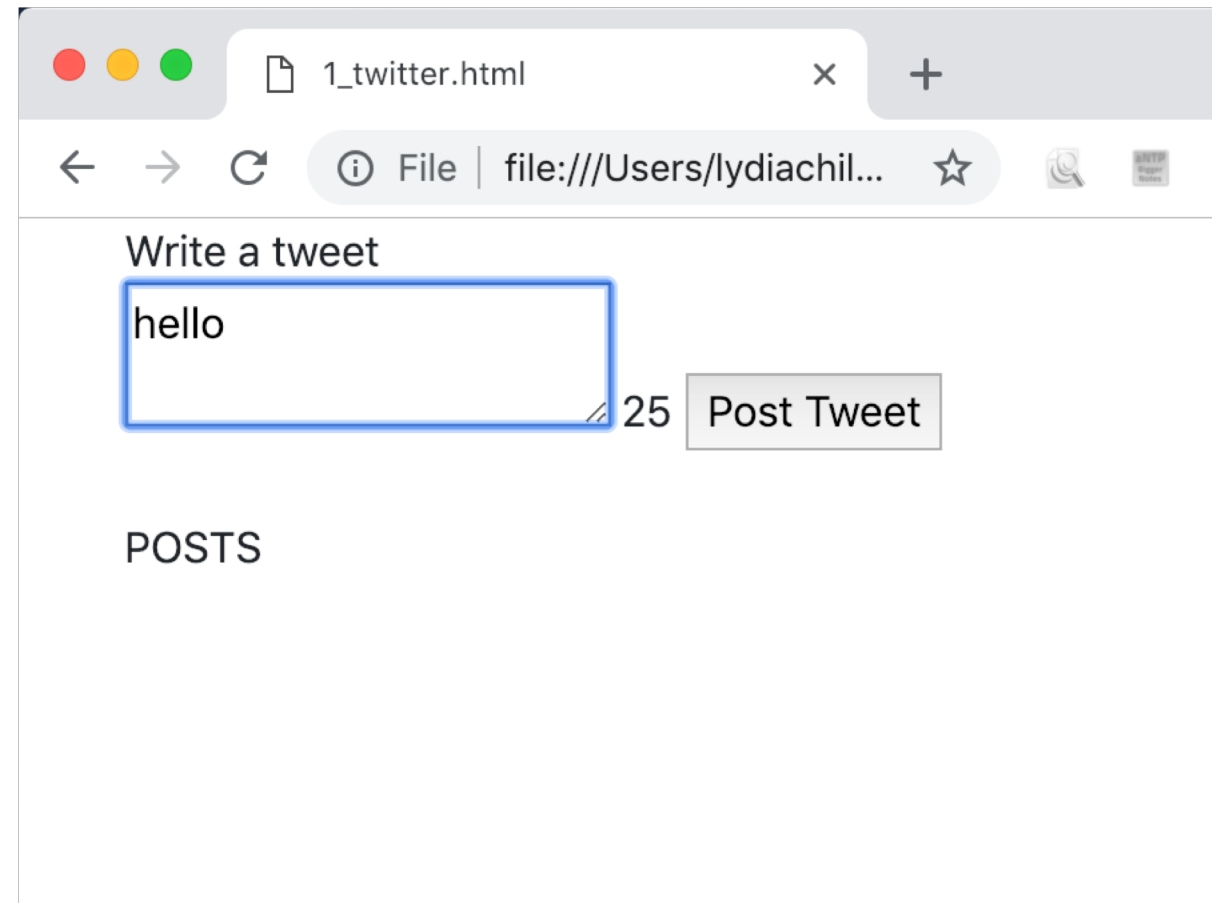 1_twitter.html
File file:///Users/lydiachil...
Write a tweet
hello
25 Post Tweet
POSTS